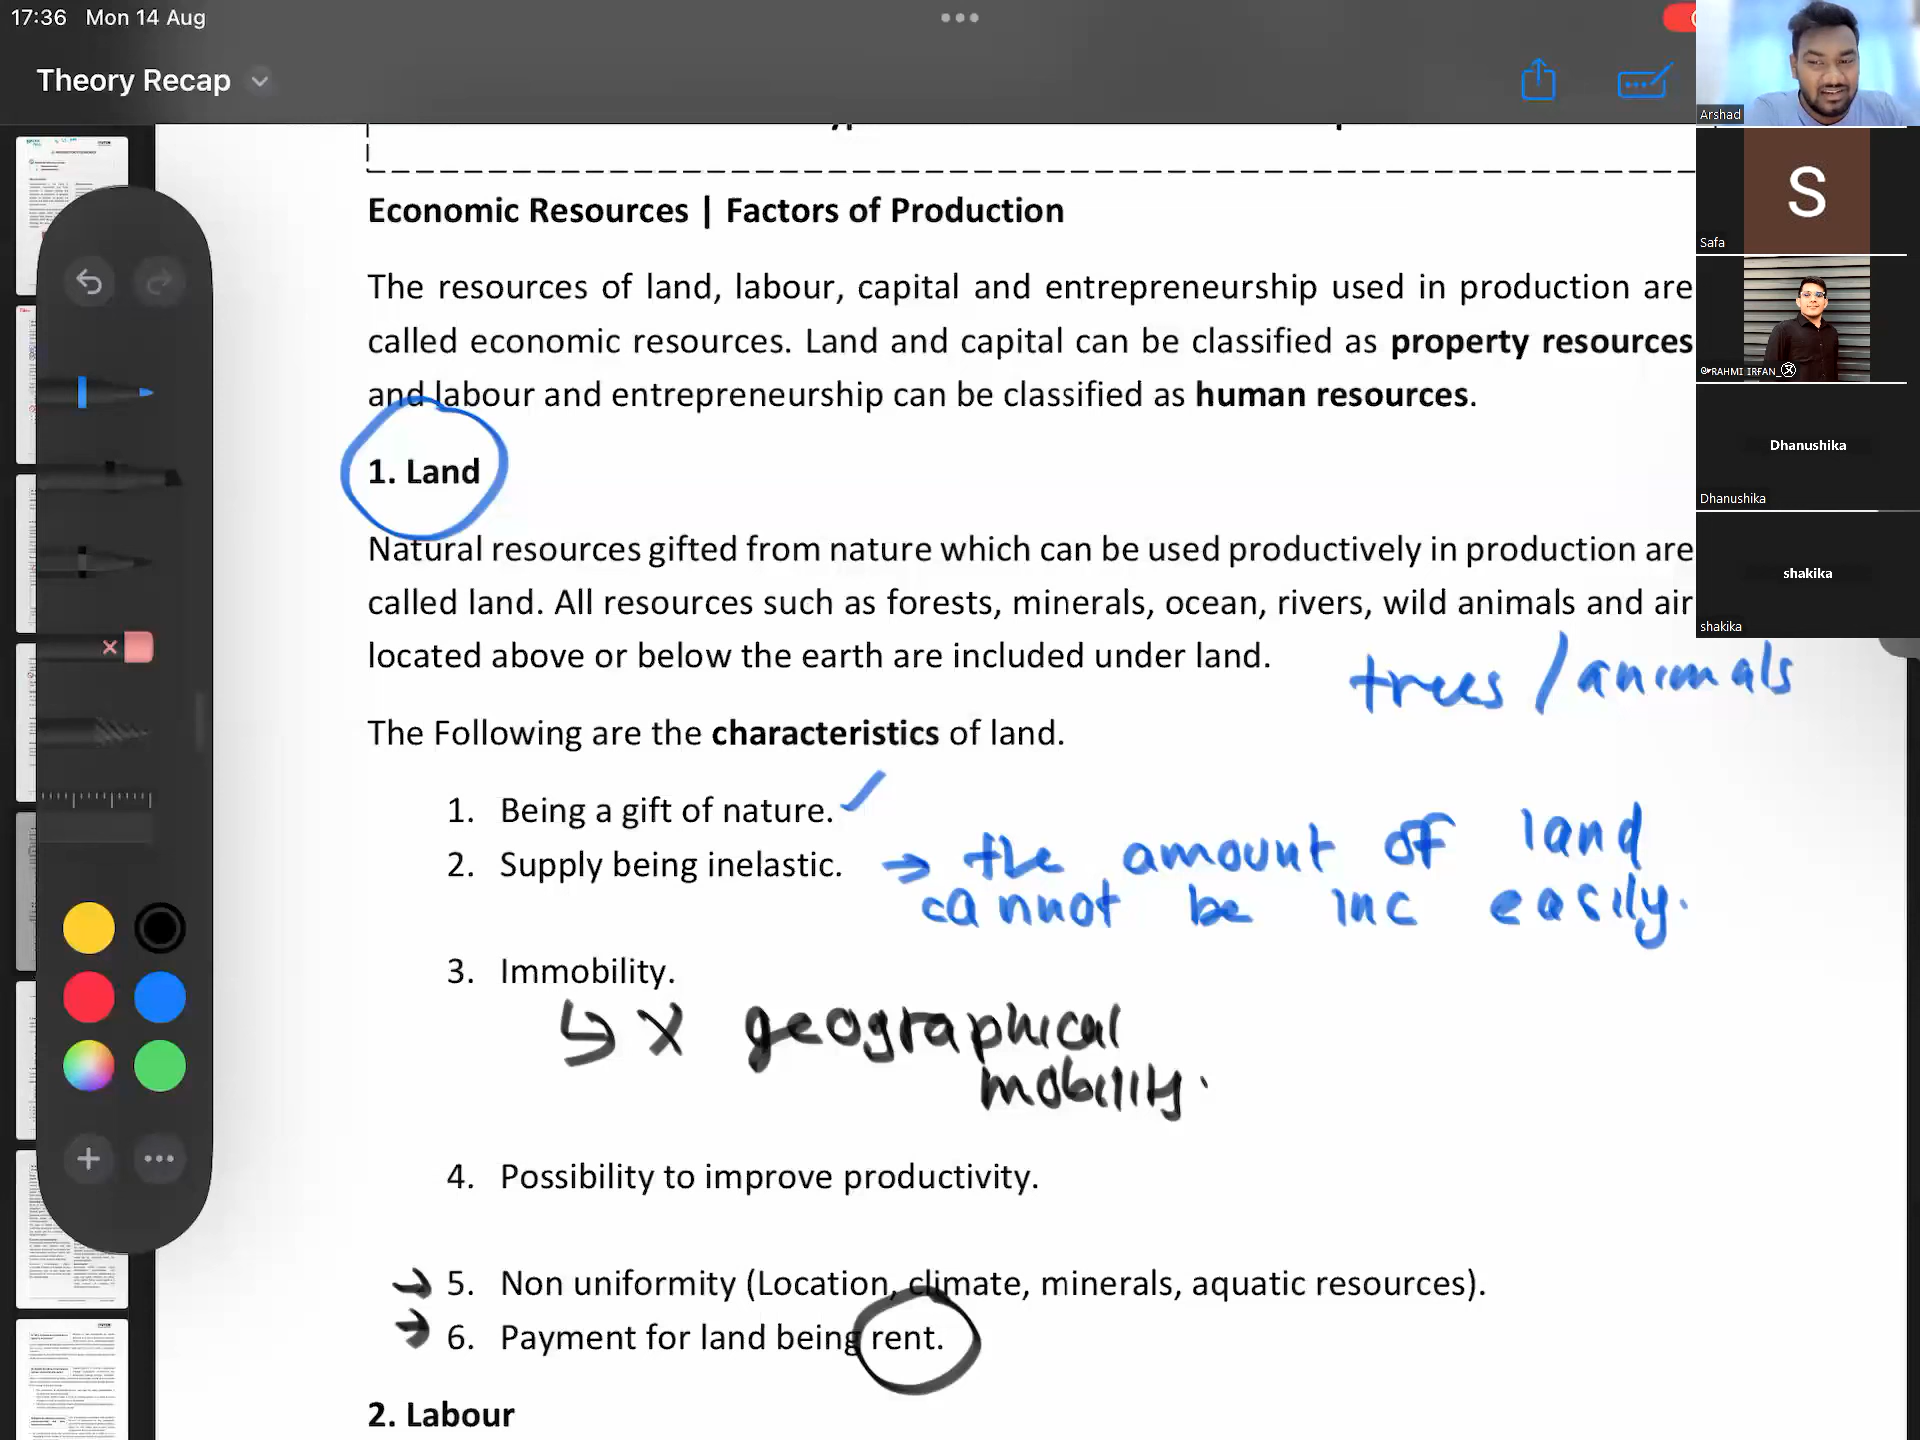 17:36 Mon 14 Aug
Theory Recap
Economic Resources | Factors of Production
The resources of land, labour, capital and entrepreneurship used in production are
called economic resources. Land and capital can be classified as property resources
and labour and entrepreneurship can be classified as human resources.
1. Land
Natural resources gifted from nature which can be used productively in production are
called land. All resources such as forests, minerals, ocean, rivers, wild animals and air
located above or below the earth are included under land.
trees / animals
The Following are the characteristics of land.
1. Being a gift of nature.
2. Supply being inelastic. → the amount of land
cannot be inc easily.
3. Immobility.
↳ X geographical
mobility.
4. Possibility to improve productivity.
→ 5. Non uniformity (Location, climate, minerals, aquatic resources).
→ 6. Payment for land being rent.
2. Labour
Arshad
S
Safa
RAHMI IRFAN_
Dhanushika
Dhanushika
shakika
shakika